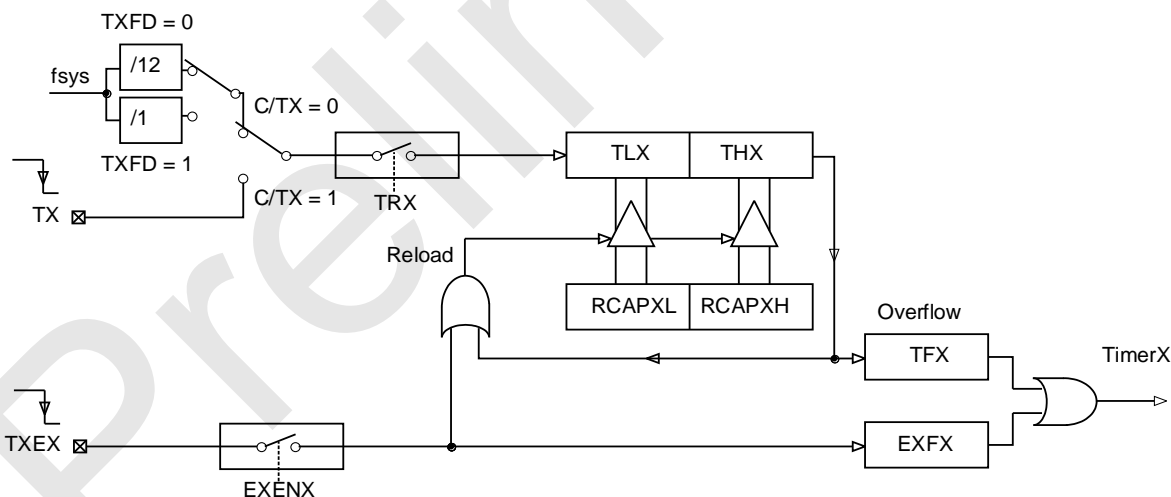 TXFD = 0
fsys
/12
C/TX = 0
/1
TXFD = 1
TLX
THX
TX
C/TX = 1
TRX
Reload
RCAPXL
RCAPXH
Overflow
TFX
TimerX
TXEX
EXFX
EXENX
Prelin